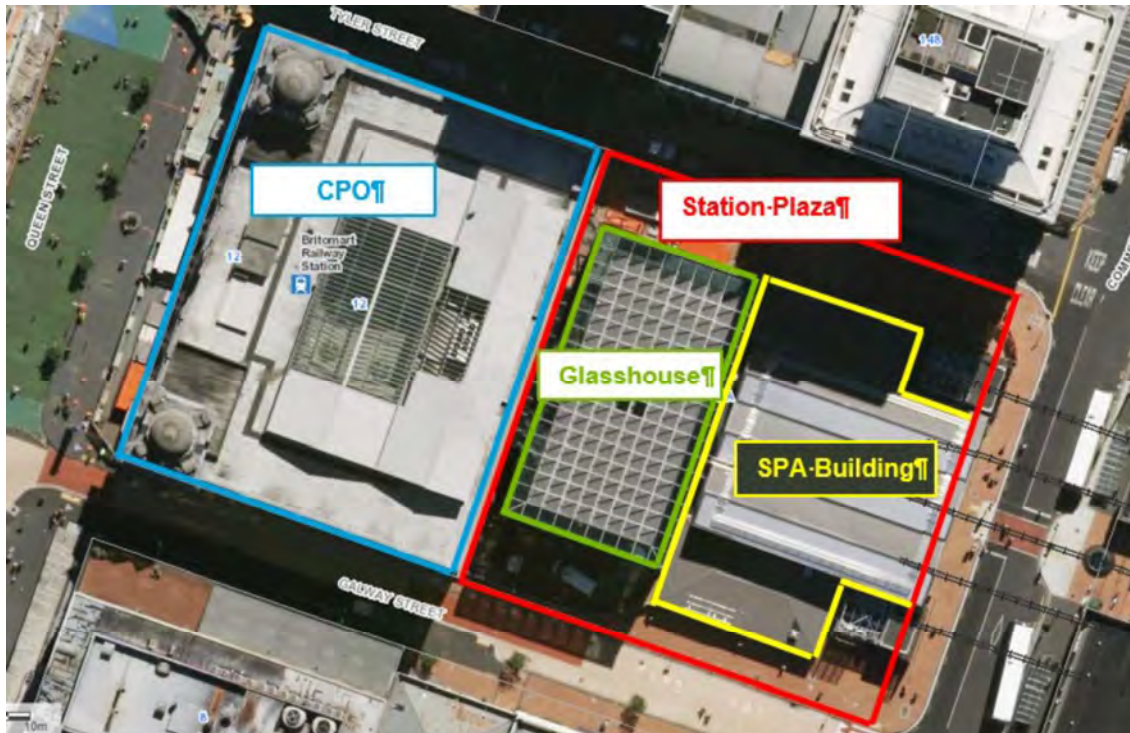 TYLER STREET
148
QUEEN STREET
CPO¶
Station·Plaza¶
Britomart
Railway
Station
12
12
Glasshouse¶
SPA·Building¶
GALWAY STREET
8
10m